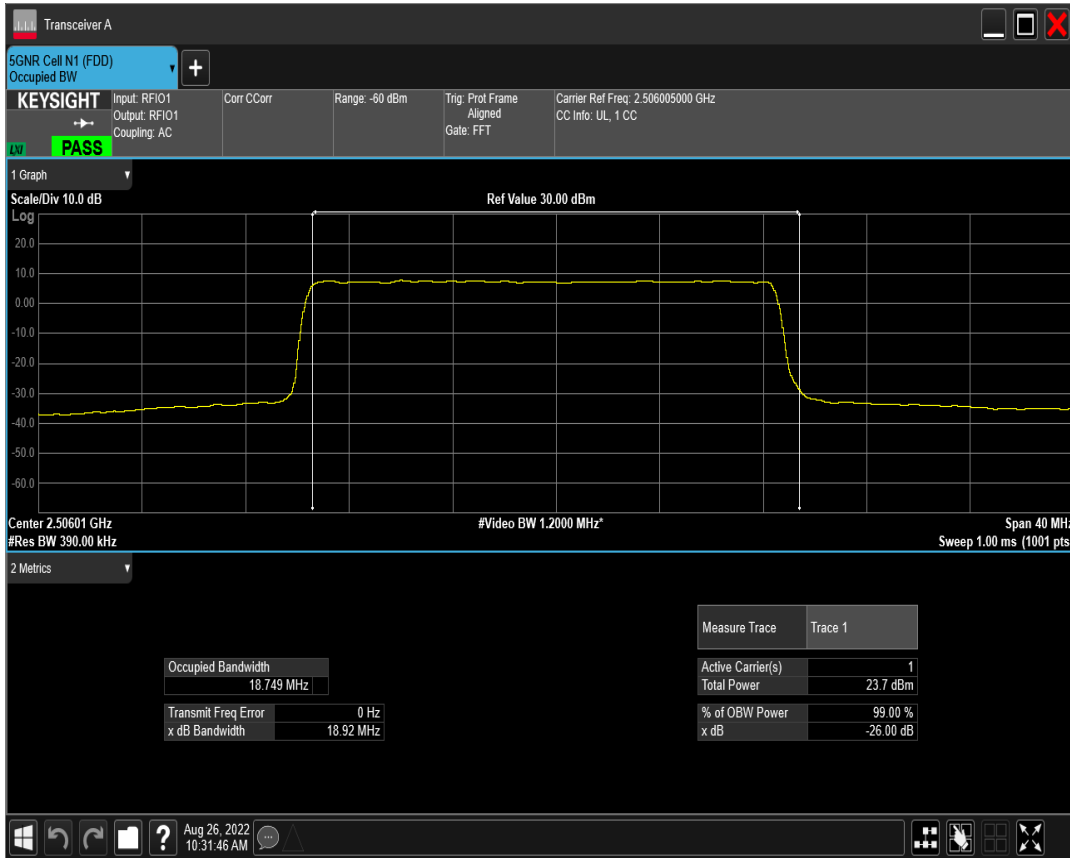 Transceiver A
5GNR Cell N1 (FDD)
Occupied BW
+
KEYSIGHT
LXI
PASS
Input: RFIO1
Output: RFIO1
Coupling: AC
Corr CCorr
Range: -60 dBm
Trig: Prot Frame
Aligned
Gate: FFT
Carrier Ref Freq: 2.506005000 GHz
CC Info: UL, 1 CC
1 Graph
Scale/Div 10.0 dB
Ref Value 30.00 dBm
Log
20.0
10.0
0.00
-10.0
-20.0
-30.0
-40.0
-50.0
-60.0
Center 2.50601 GHz
#Video BW 1.2000 MHz*
Span 40 MHz
#Res BW 390.00 kHz
Sweep 1.00 ms (1001 pts
2 Metrics
Measure Trace Trace 1
Occupied Bandwidth
18.749 MHz
Active Carrier(s) 1
Total Power 23.7 dBm
Transmit Freq Error 0 Hz
x dB Bandwidth 18.92 MHz
% of OBW Power 99.00 %
x dB -26.00 dB
?
Aug 26, 2022
10:31:46 AM